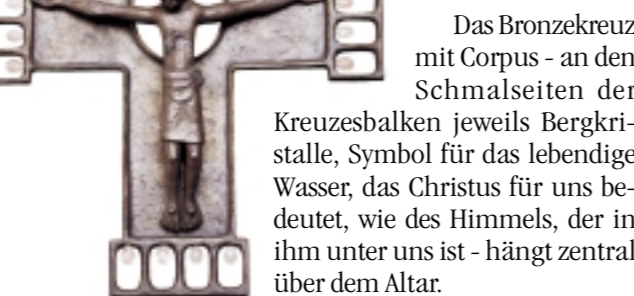 Das Bronzekreuz
mit Corpus - an den
Schmalseiten der
Kreuzesbalken jeweils Bergkri-
stalle, Symbol für das lebendige
Wasser, das Christus für uns be-
deutet, wie des Himmels, der in
ihm unter uns ist - hängt zentral
über dem Altar.